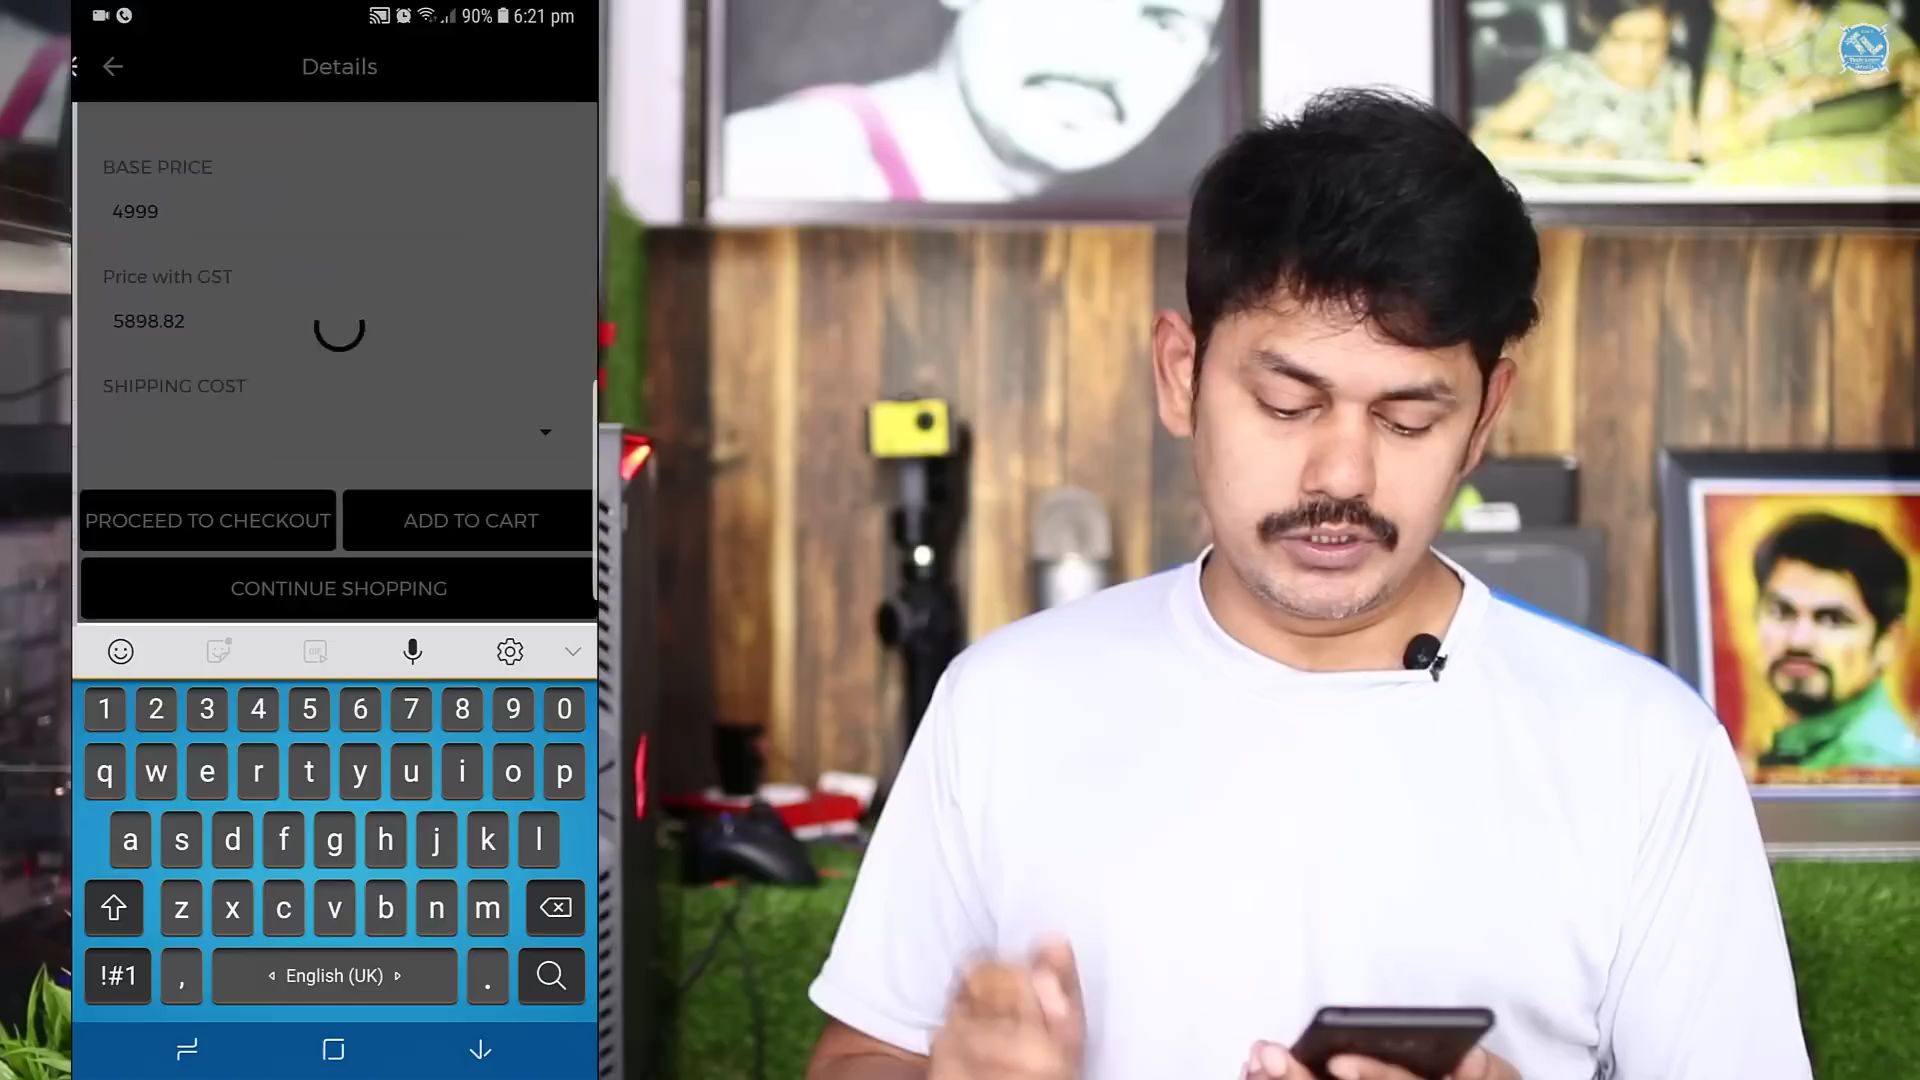 90% 6:21 pm
Details
BASE PRICE
4999
Price with GST
5898.82
SHIPPING COST
PROCEED TO CHECKOUT
ADD TO CART
CONTINUE SHOPPING
GIF
1 2 3 4 5 6 7 8 9 0
q w e r t y u i o p
a s d f g h j k l
z x c v b n m
!#1 , English (UK) .